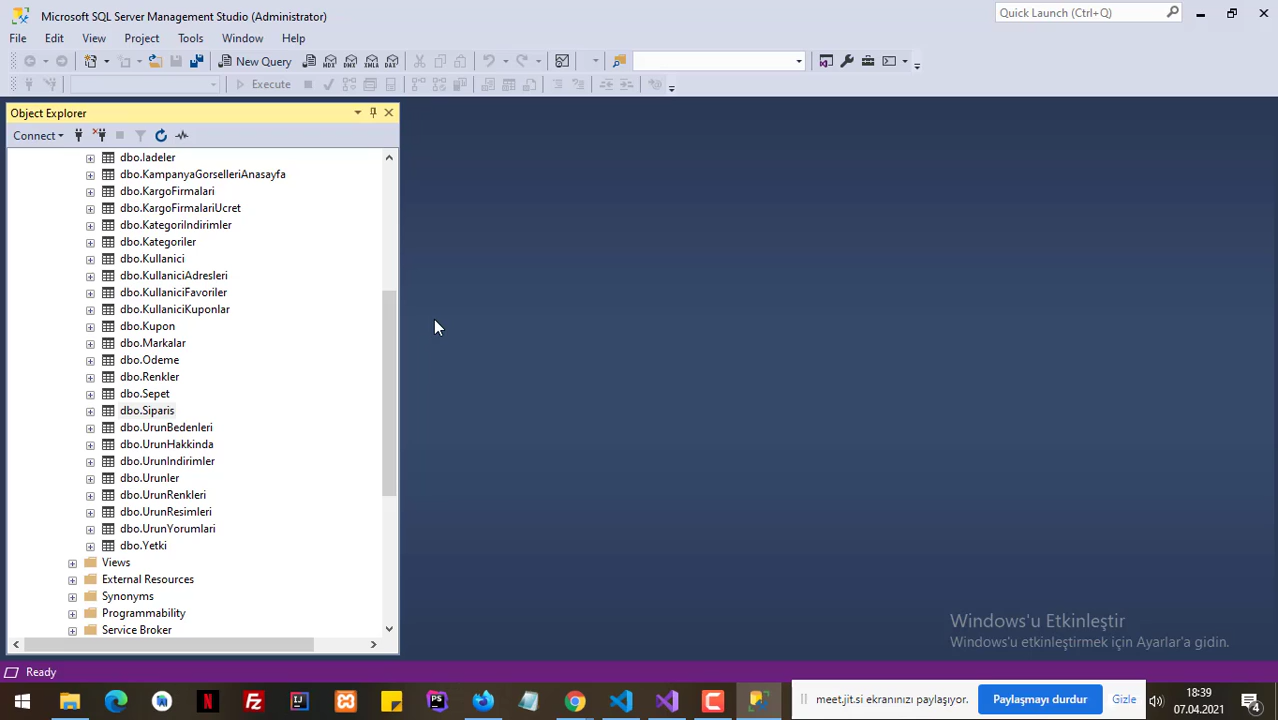 Microsoft SQL Server Management Studio (Administrator)
Quick Launch (Ctrl+Q)
File Edit View Project Tools Window Help
New Query MDX DMX XMLA DAX
Execute
Object Explorer
Connect
dbo.Iadeler
dbo.KampanyaGorselleriAnasayfa
dbo.KargoFirmalari
dbo.KargoFirmalariUcret
dbo.KategoriIndirimler
dbo.Kategoriler
dbo.Kullanici
dbo.KullaniciAdresleri
dbo.KullaniciFavoriler
dbo.KullaniciKuponlar
dbo.Kupon
dbo.Markalar
dbo.Odeme
dbo.Renkler
dbo.Sepet
dbo.Siparis
dbo.UrunBedenleri
dbo.UrunHakkinda
dbo.UrunIndirimler
dbo.Urunler
dbo.UrunRenkleri
dbo.UrunResimleri
dbo.UrunYorumlari
dbo.Yetki
Views
External Resources
Synonyms
Programmability
Service Broker
Windows'u Etkinleştir
Windows'u etkinleştirmek için Ayarlar'a gidin.
Ready
meet.jit.si ekranınızı paylaşıyor. Paylaşmayı durdur Gizle
18:39
07.04.2021
4